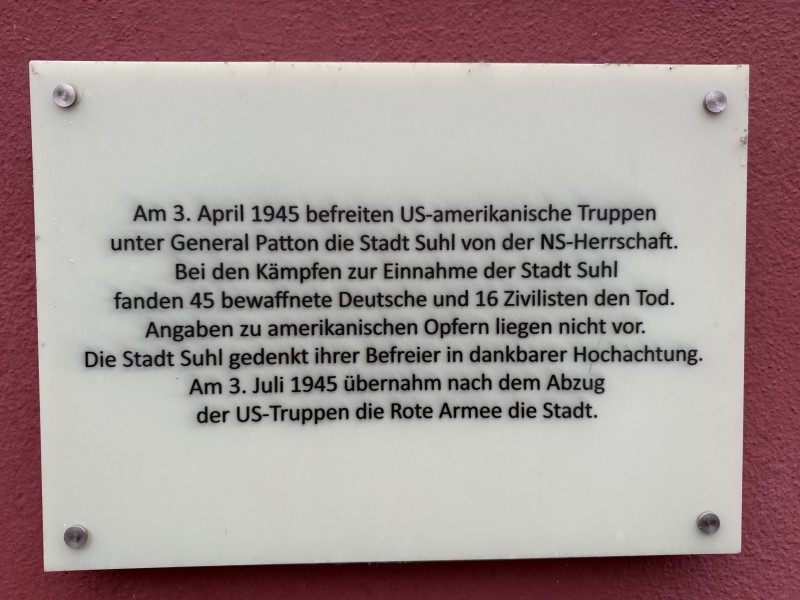 Am 3. April 1945 befreiten US-amerikanische Truppen
unter General Patton die Stadt Suhl von der NS-Herrschaft.
Bei den Kämpfen zur Einnahme der Stadt Suhl
fanden 45 bewaffnete Deutsche und 16 Zivilisten den Tod.
Angaben zu amerikanischen Opfern liegen nicht vor.
Die Stadt Suhl gedenkt ihrer Befreier in dankbarer Hochachtung.
Am 3. Juli 1945 übernahm nach dem Abzug
der US-Truppen die Rote Armee die Stadt.